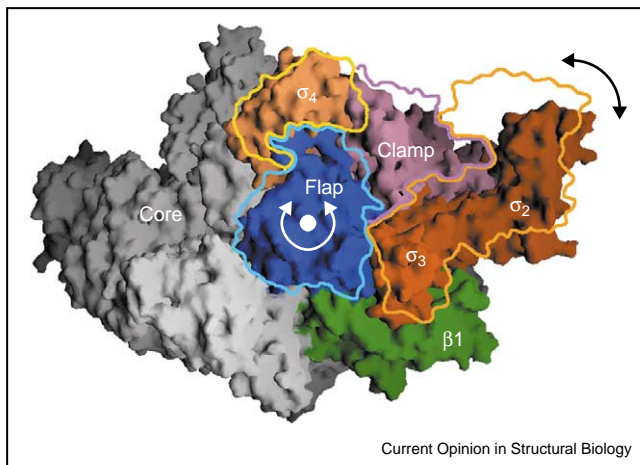 σ4
Clamp
Flap
Core
σ2
σ3
β1
Current Opinion in Structural Biology